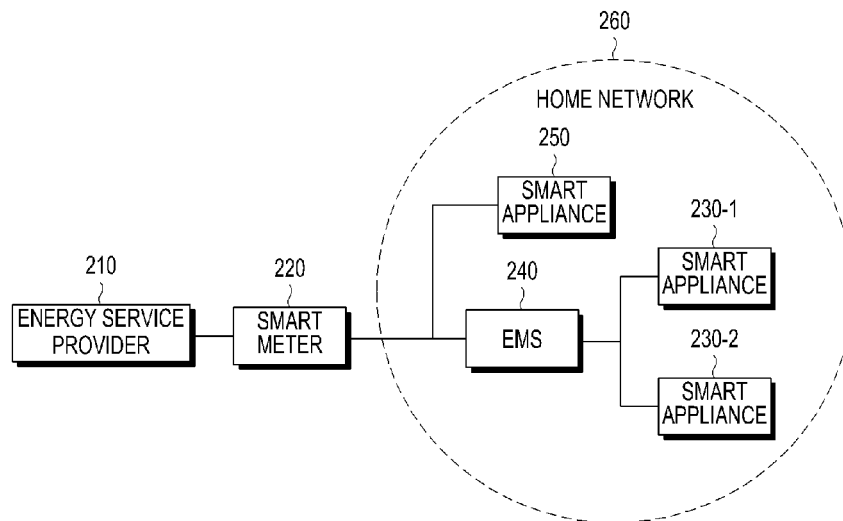 260
HOME NETWORK
250
SMART
APPLIANCE
230-1
SMART
APPLIANCE
210
ENERGY SERVICE
PROVIDER
220
SMART
METER
240
EMS
230-2
SMART
APPLIANCE